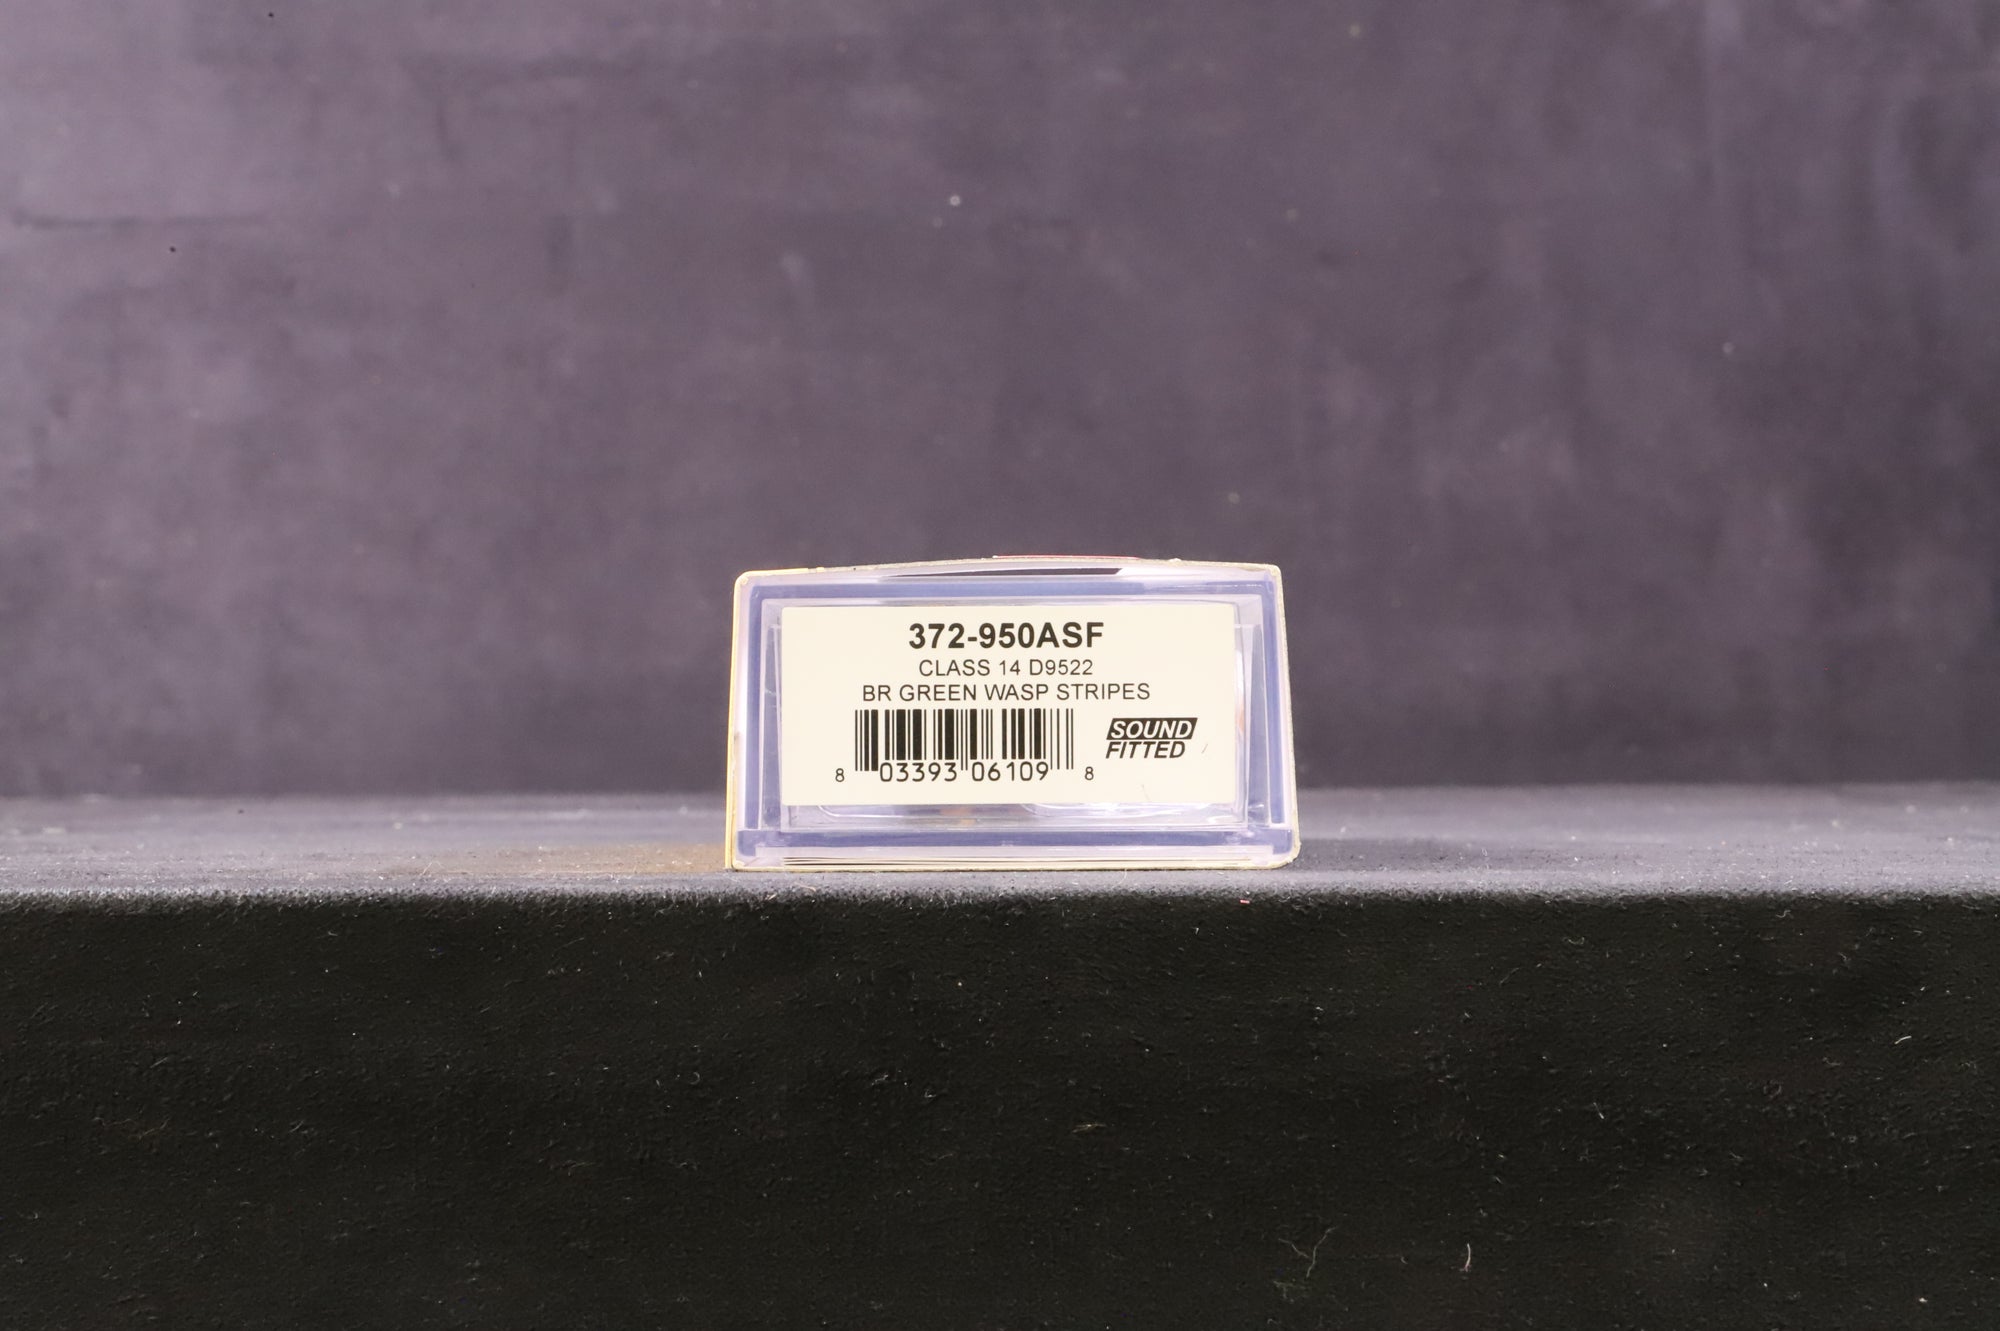 372-950ASF
CLASS 14 D9522
BR GREEN WASP STRIPES
SOUND
FITTED
8 03393 06109 8